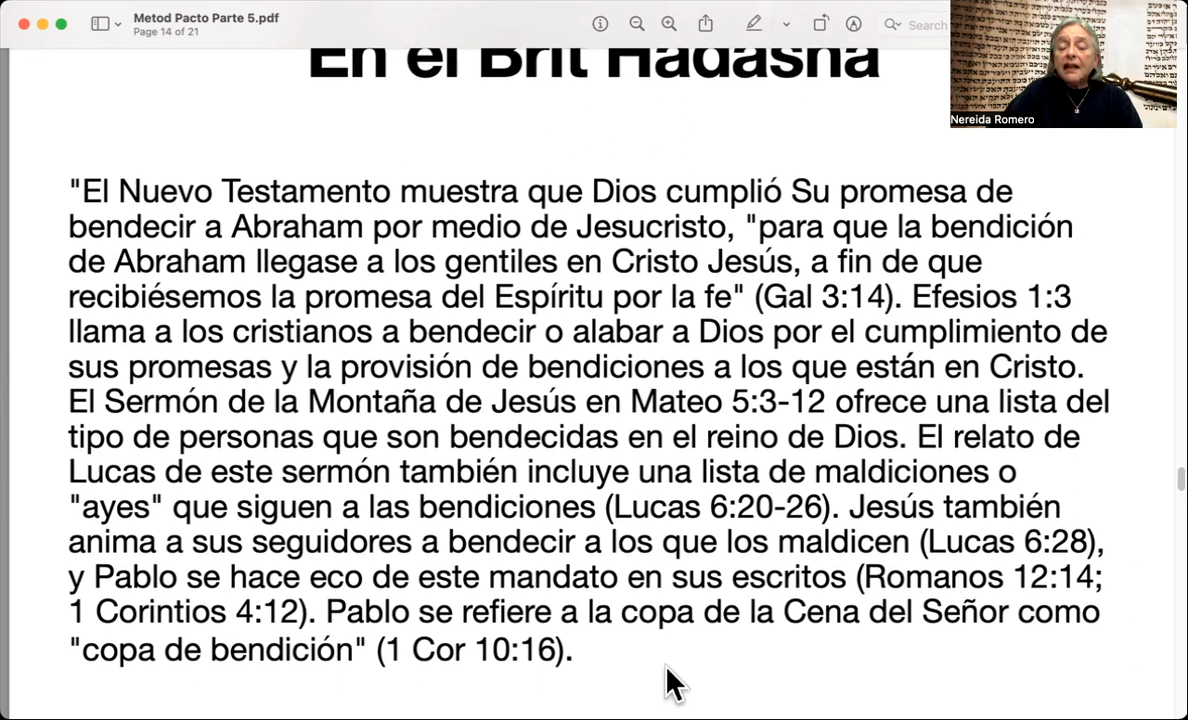 Metod Pacto Parte 5.pdf
Page 14 of 21
Search
Nereida Romero
En el Brit Hadasha
"El Nuevo Testamento muestra que Dios cumplió Su promesa de
bendecir a Abraham por medio de Jesucristo, "para que la bendición
de Abraham llegase a los gentiles en Cristo Jesús, a fin de que
recibiésemos la promesa del Espíritu por la fe" (Gal 3:14). Efesios 1:3
llama a los cristianos a bendecir o alabar a Dios por el cumplimiento de
sus promesas y la provisión de bendiciones a los que están en Cristo.
El Sermón de la Montaña de Jesús en Mateo 5:3-12 ofrece una lista del
tipo de personas que son bendecidas en el reino de Dios. El relato de
Lucas de este sermón también incluye una lista de maldiciones o
"ayes" que siguen a las bendiciones (Lucas 6:20-26). Jesús también
anima a sus seguidores a bendecir a los que los maldicen (Lucas 6:28),
y Pablo se hace eco de este mandato en sus escritos (Romanos 12:14;
1 Corintios 4:12). Pablo se refiere a la copa de la Cena del Señor como
"copa de bendición" (1 Cor 10:16).